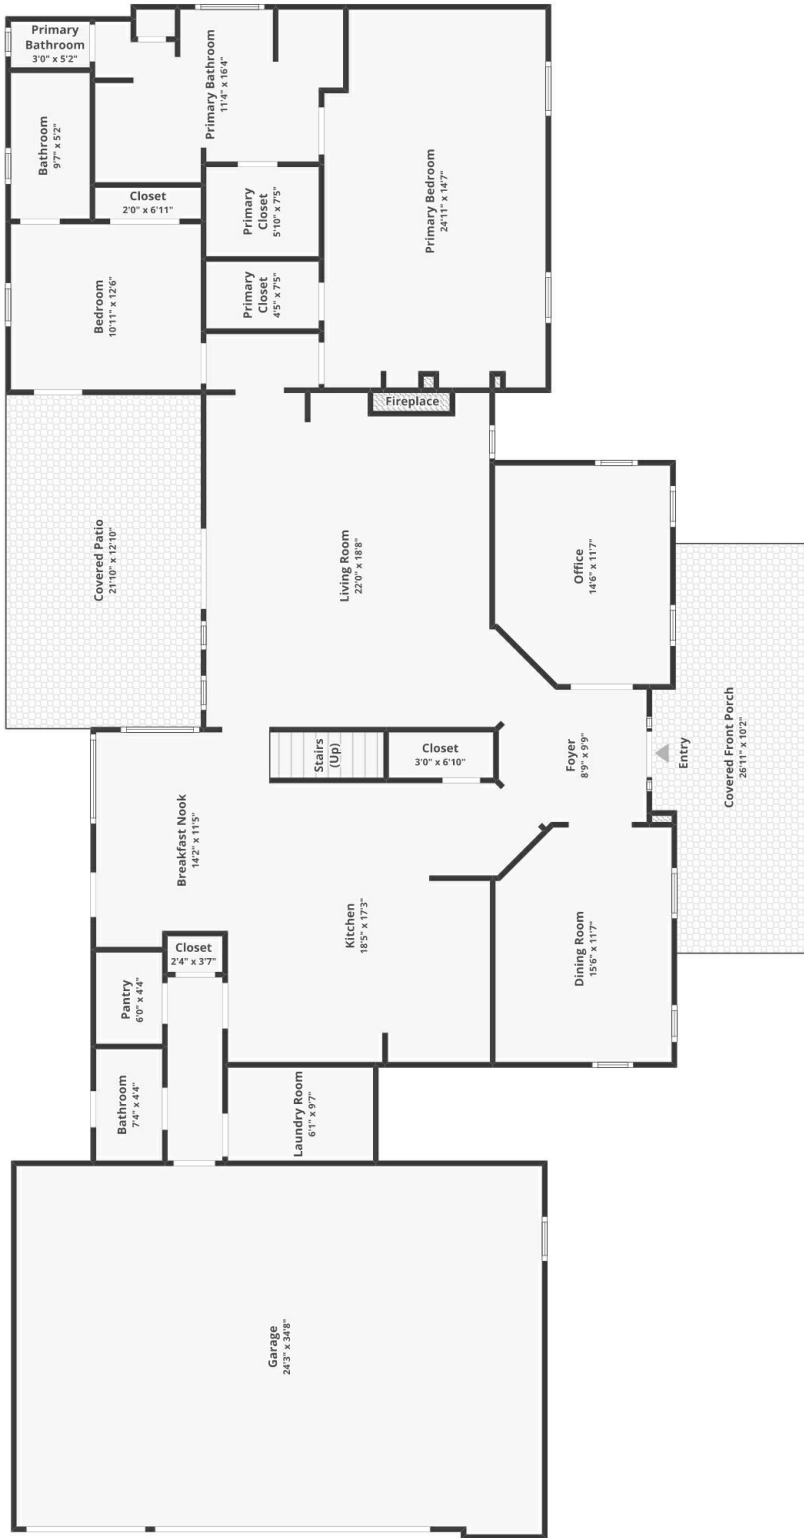 Primary
Bathroom
3'0" x 5'2"
Primary Bathroom
11'4" x 16'4"
Bathroom
9'7" x 5'2"
Closet
2'0" x 6'11"
Primary
Closet
5'10" x 7'5"
Primary Bedroom
24'11" x 14'7"
Bedroom
10'11" x 12'6"
Primary
Closet
4'5" x 7'5"
Fireplace
Covered Patio
21'10" x 12'10"
Living Room
22'0" x 18'8"
Office
14'6" x 11'7"
Stairs
(Up)
Closet
3'0" x 6'10"
Foyer
8'9" x 9'9"
Entry
Covered Front Porch
26'11" x 10'2"
Breakfast Nook
14'2" x 11'5"
Kitchen
18'5" x 17'3"
Dining Room
15'6" x 11'7"
Closet
2'4" x 3'7"
Pantry
6'0" x 4'4"
Bathroom
7'4" x 4'4"
Laundry Room
6'1" x 9'7"
Garage
24'3" x 34'8"